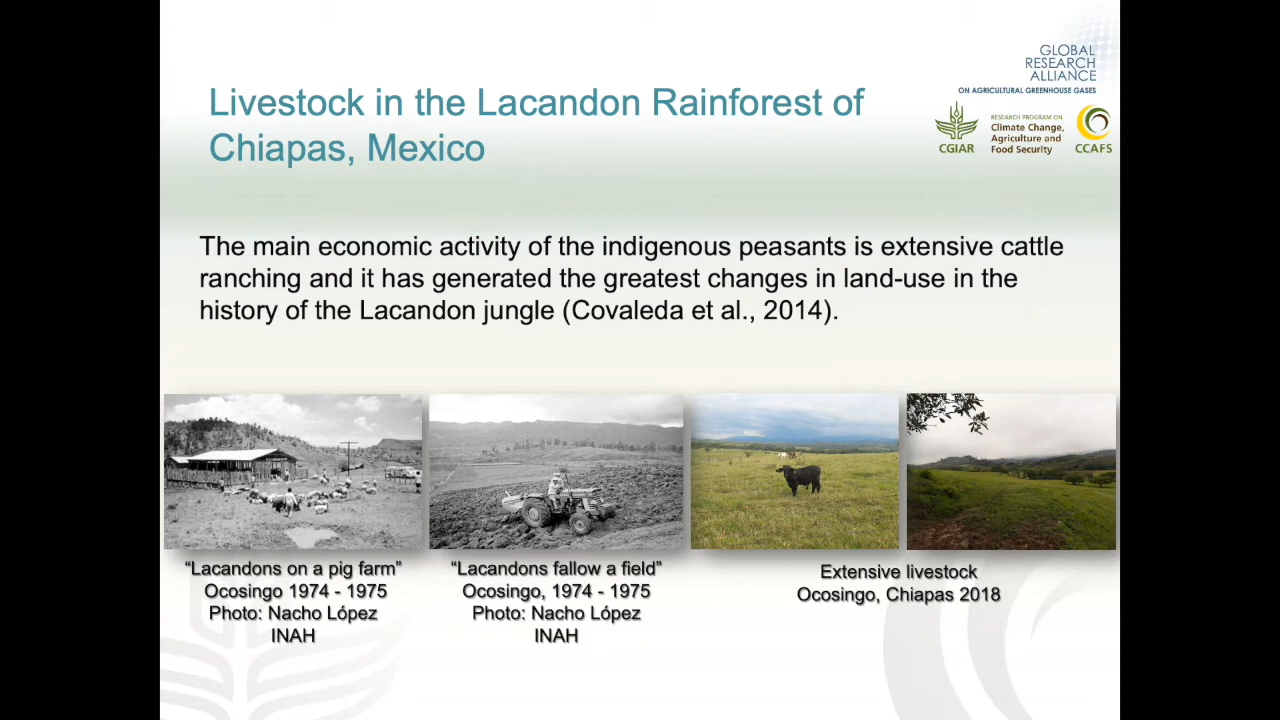 GLOBAL
RESEARCH
ALLIANCE
ON AGRICULTURAL GREENHOUSE GASES
Livestock in the Lacandon Rainforest of
Chiapas, Mexico
CGIAR
RESEARCH PROGRAM ON
Climate Change,
Agriculture and
Food Security
CCAFS
The main economic activity of the indigenous peasants is extensive cattle
ranching and it has generated the greatest changes in land-use in the
history of the Lacandon jungle (Covaleda et al., 2014).
“Lacandons on a pig farm”
Ocosingo 1974 - 1975
Photo: Nacho López
INAH
“Lacandons fallow a field”
Ocosingo, 1974 - 1975
Photo: Nacho López
INAH
Extensive livestock
Ocosingo, Chiapas 2018